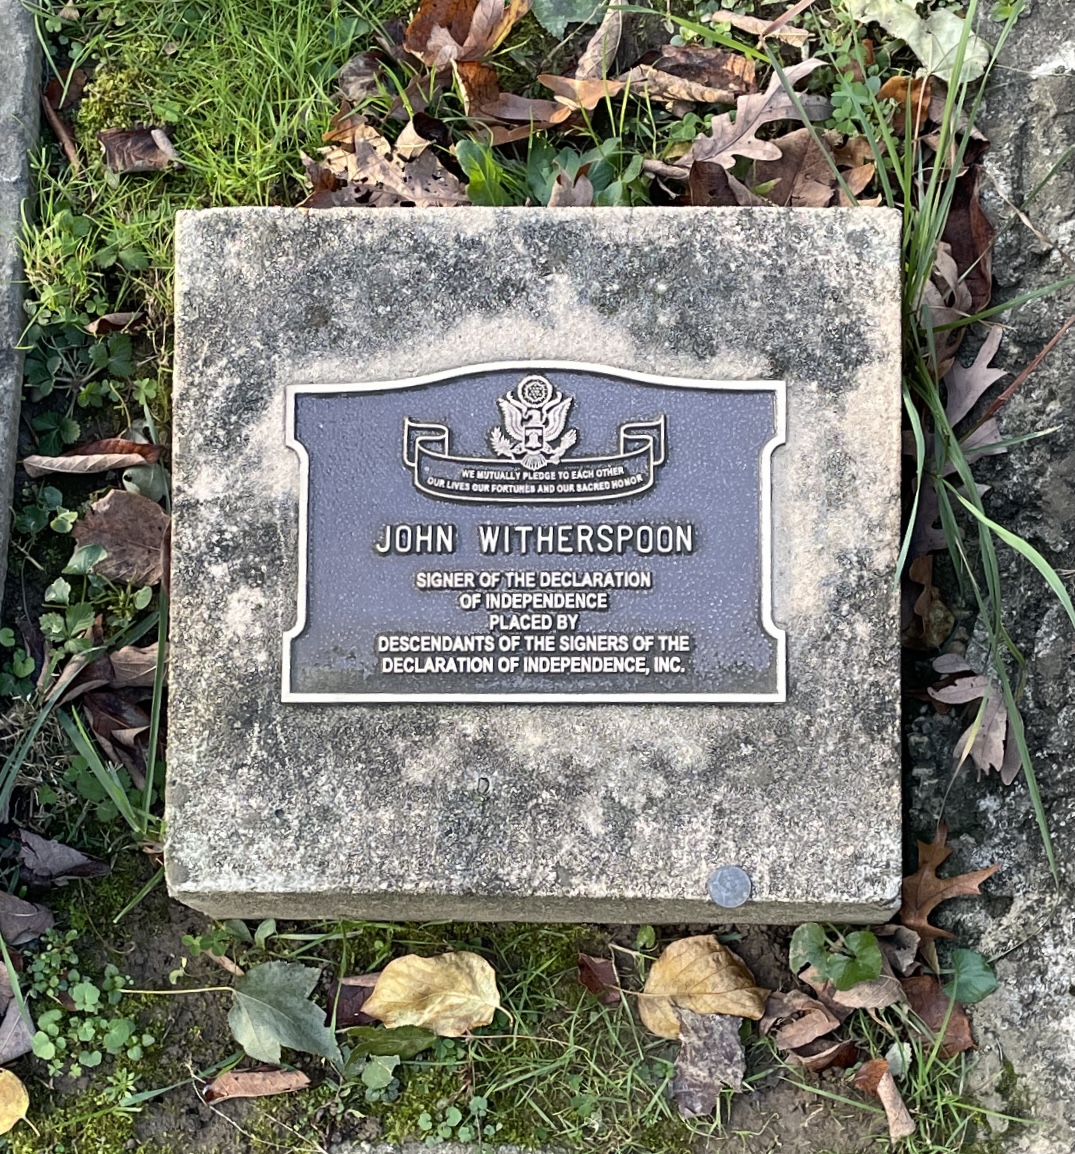 WE MUTUALLY PLEDGE TO EACH OTHER
OUR LIVES OUR FORTUNES AND OUR SACRED HONOR
JOHN WITHERSPOON
SIGNER OF THE DECLARATION
OF INDEPENDENCE
PLACED BY
DESCENDANTS OF THE SIGNERS OF THE
DECLARATION OF INDEPENDENCE, INC.